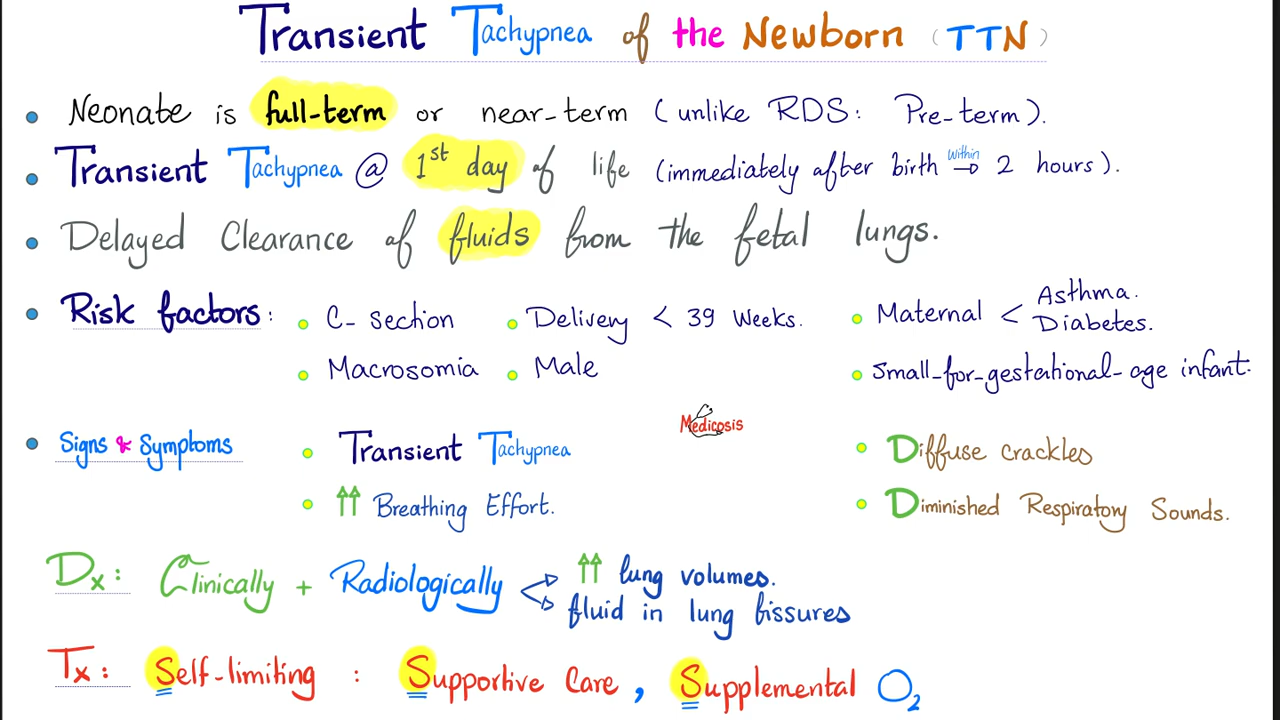 Transient Tachypnea of the Newborn (TTN)
Neonate is full-term or near-term (unlike RDS: Pre-term).
Transient Tachypnea @ 1st day of life (immediately after birth within → 2 hours).
Delayed Clearance of fluids from the fetal lungs.
Risk factors: C-section Delivery < 39 Weeks. Maternal < Asthma. Diabetes.
Macrosomia Male Small-for-gestational-age infant.
Medicosis
Signs & Symptoms Transient Tachypnea Diffuse crackles
↑↑ Breathing Effort. Diminished Respiratory Sounds.
Dx: Clinically + Radiologically ↑↑ lung volumes.
fluid in lung fissures
Tx: Self-limiting : Supportive Care, Supplemental O2